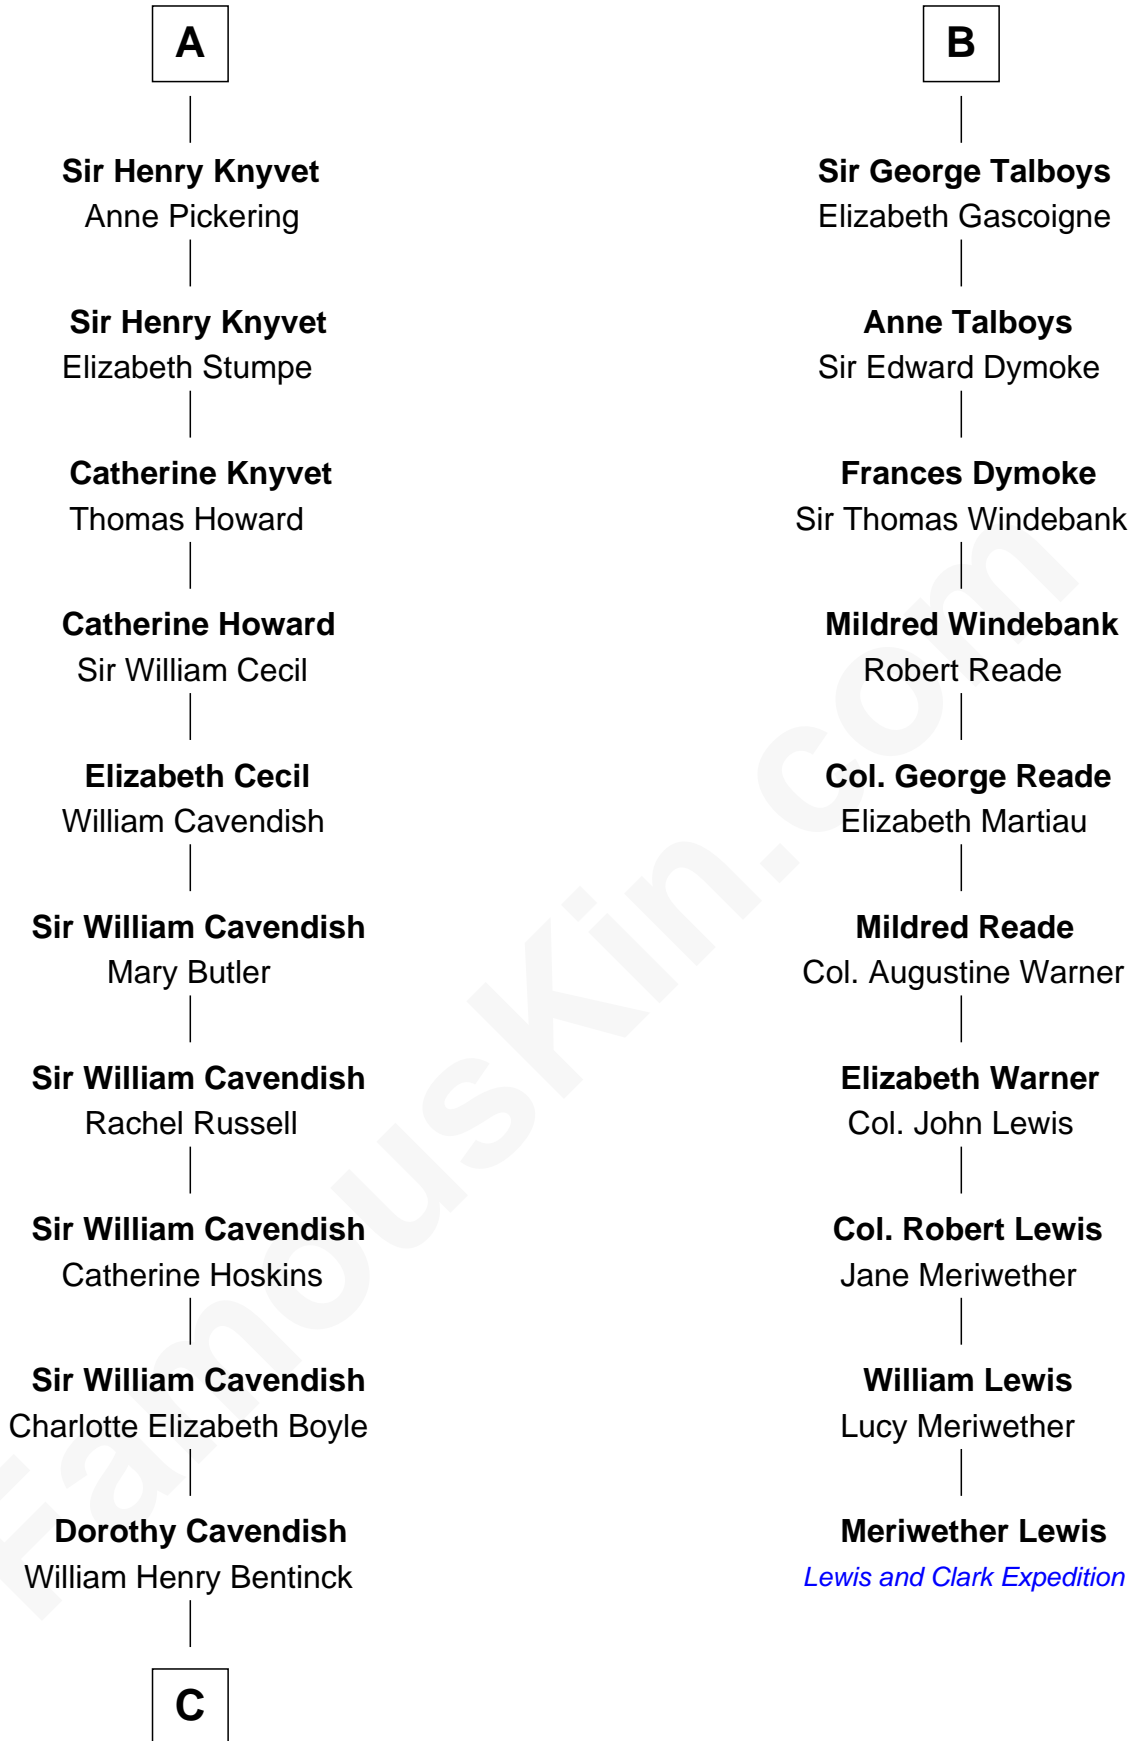 A
Sir Henry Knyvet
Anne Pickering
Sir Henry Knyvet
Elizabeth Stumpe
Catherine Knyvet
Thomas Howard
Catherine Howard
Sir William Cecil
Elizabeth Cecil
William Cavendish
Sir William Cavendish
Mary Butler
Sir William Cavendish
Rachel Russell
Sir William Cavendish
Catherine Hoskins
Sir William Cavendish
Charlotte Elizabeth Boyle
Dorothy Cavendish
William Henry Bentinck
C
B
Sir George Talboys
Elizabeth Gascoigne
Anne Talboys
Sir Edward Dymoke
Frances Dymoke
Sir Thomas Windebank
Mildred Windebank
Robert Reade
Col. George Reade
Elizabeth Martiau
Mildred Reade
Col. Augustine Warner
Elizabeth Warner
Col. John Lewis
Col. Robert Lewis
Jane Meriwether
William Lewis
Lucy Meriwether
Meriwether Lewis
Lewis and Clark Expedition
FamousKin.com